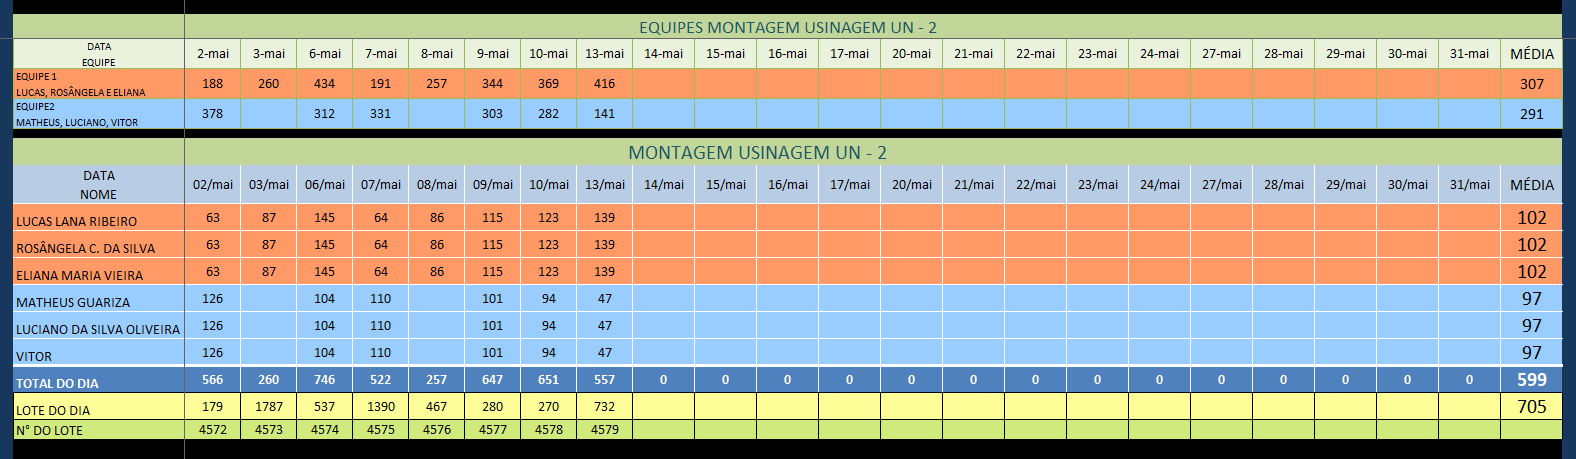 EQUIPES MONTAGEM USINAGEM UN - 2
DATA
EQUIPE 2-mai 3-mai 6-mai 7-mai 8-mai 9-mai 10-mai 13-mai 14-mai 15-mai 16-mai 17-mai 20-mai 21-mai 22-mai 23-mai 24-mai 27-mai 28-mai 29-mai 30-mai 31-mai MÉDIA
EQUIPE 1
LUCAS, ROSÂNGELA E ELIANA 188 260 434 191 257 344 369 416 307
EQUIPE2
MATHEUS, LUCIANO, VITOR 378 312 331 303 282 141 291
MONTAGEM USINAGEM UN - 2
DATA
NOME 02/mai 03/mai 06/mai 07/mai 08/mai 09/mai 10/mai 13/mai 14/mai 15/mai 16/mai 17/mai 20/mai 21/mai 22/mai 23/mai 24/mai 27/mai 28/mai 29/mai 30/mai 31/mai MÉDIA
LUCAS LANA RIBEIRO 63 87 145 64 86 115 123 139 102
ROSÂNGELA C. DA SILVA 63 87 145 64 86 115 123 139 102
ELIANA MARIA VIEIRA 63 87 145 64 86 115 123 139 102
MATHEUS GUARIZA 126 104 110 101 94 47 97
LUCIANO DA SILVA OLIVEIRA 126 104 110 101 94 47 97
VITOR 126 104 110 101 94 47 97
TOTAL DO DIA 566 260 746 522 257 647 651 557 0 0 0 0 0 0 0 0 0 0 0 0 0 0 599
LOTE DO DIA 179 1787 537 1390 467 280 270 732 705
N° DO LOTE 4572 4573 4574 4575 4576 4577 4578 4579